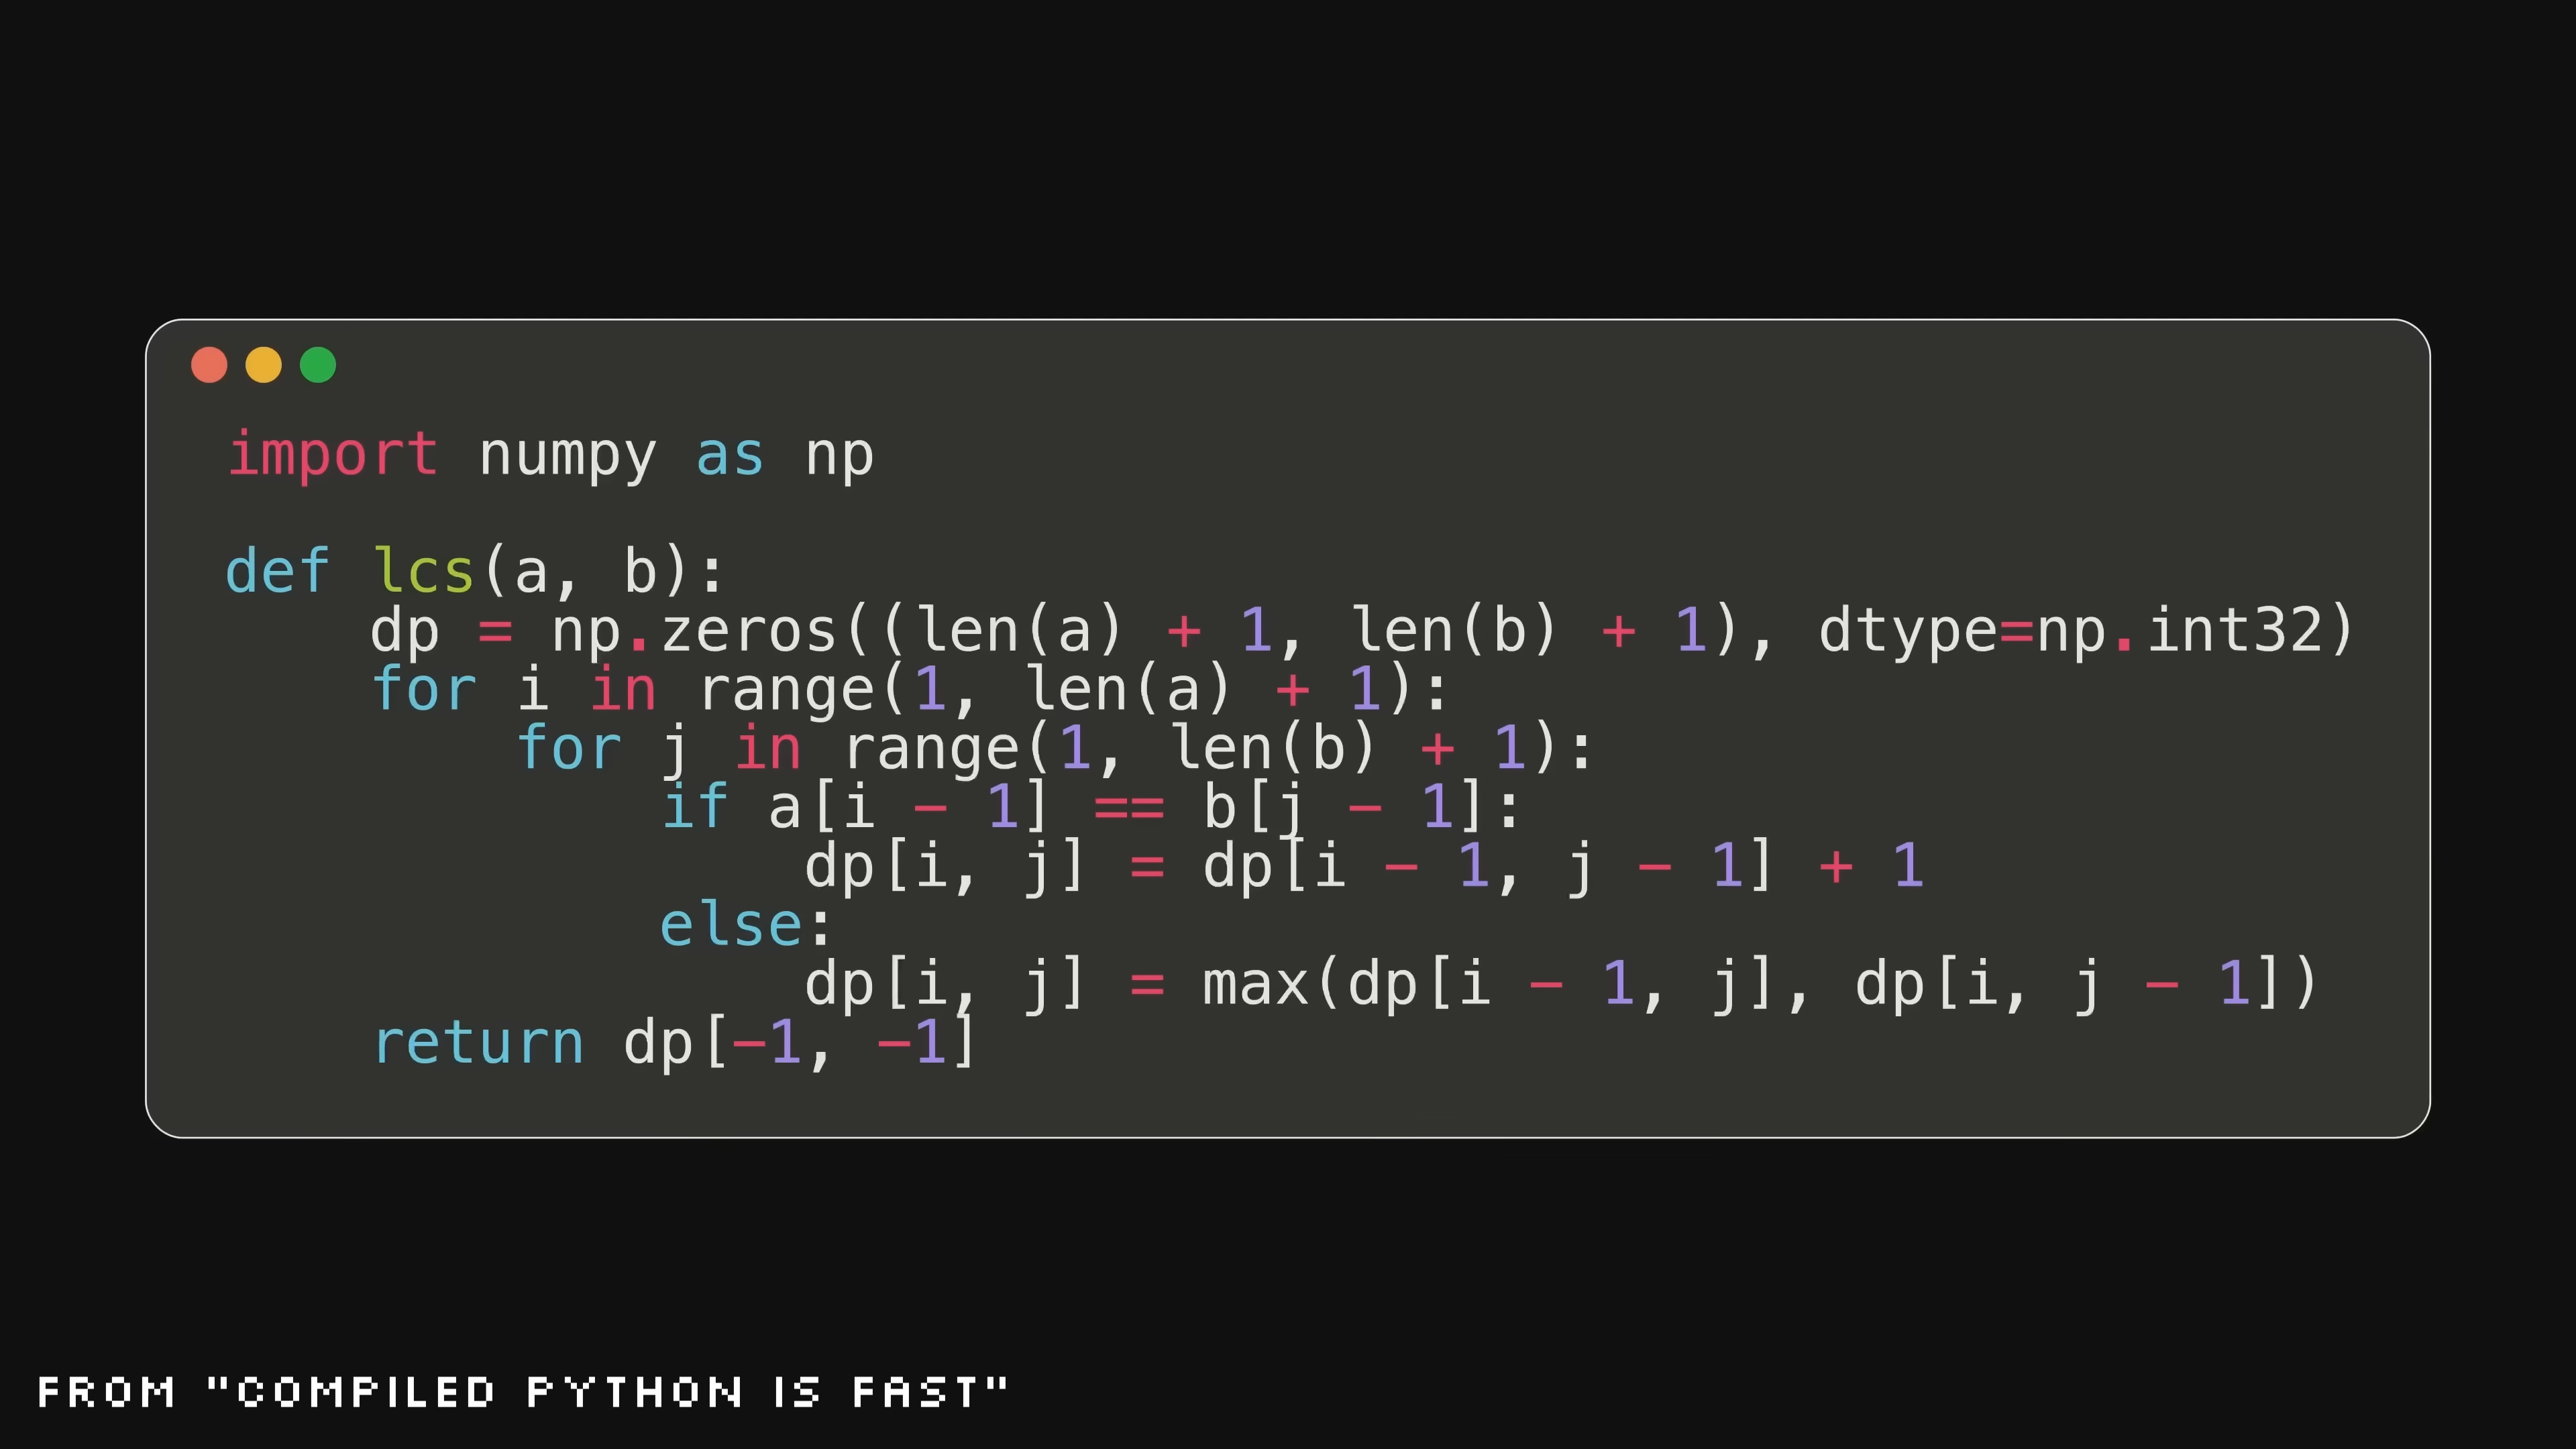 import numpy as np
def lcs(a, b):
    dp = np.zeros((len(a) + 1, len(b) + 1), dtype=np.int32)
    for i in range(1, len(a) + 1):
        for j in range(1, len(b) + 1):
            if a[i - 1] == b[j - 1]:
                dp[i, j] = dp[i - 1, j - 1] + 1
            else:
                dp[i, j] = max(dp[i - 1, j], dp[i, j - 1])
    return dp[-1, -1]
FROM "COMPILED PYTHON IS FAST"